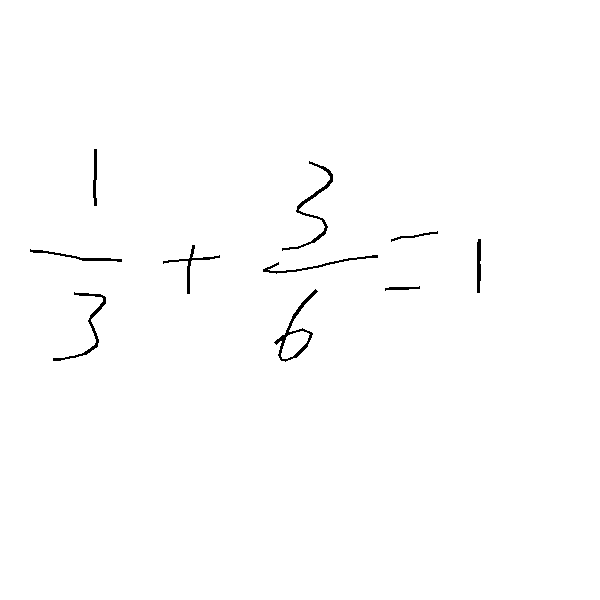 1/3 + 3/6 = 1